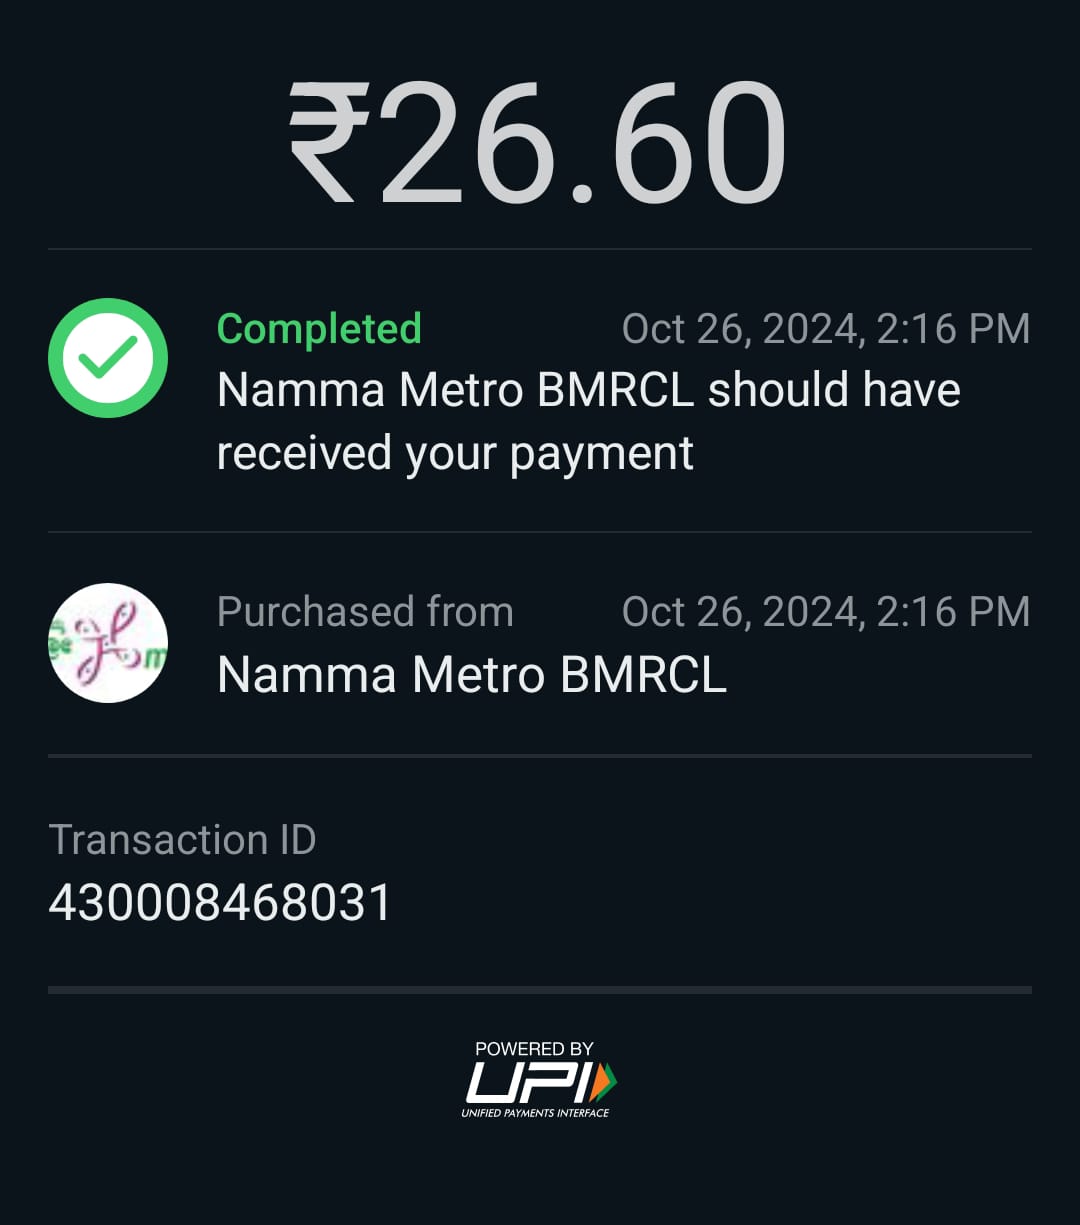 ₹26.60
Completed
Oct 26, 2024, 2:16 PM
Namma Metro BMRCL should have
received your payment
Purchased from
Oct 26, 2024, 2:16 PM
Namma Metro BMRCL
Transaction ID
430008468031
POWERED BY
UPI
UNIFIED PAYMENTS INTERFACE